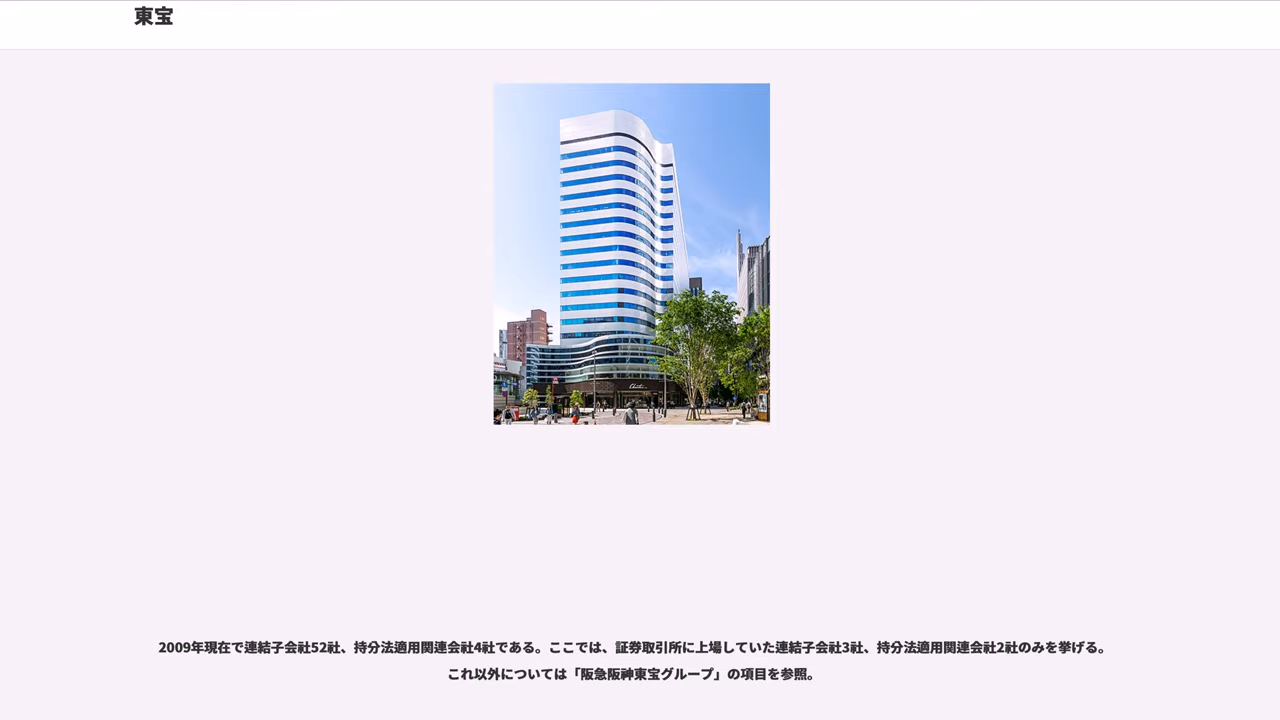 東宝
2009年現在で連結子会社52社、持分法適用関連会社4社である。ここでは、証券取引所に上場していた連結子会社3社、持分法適用関連会社2社のみを挙げる。
これ以外については「阪急阪神東宝グループ」の項目を参照。